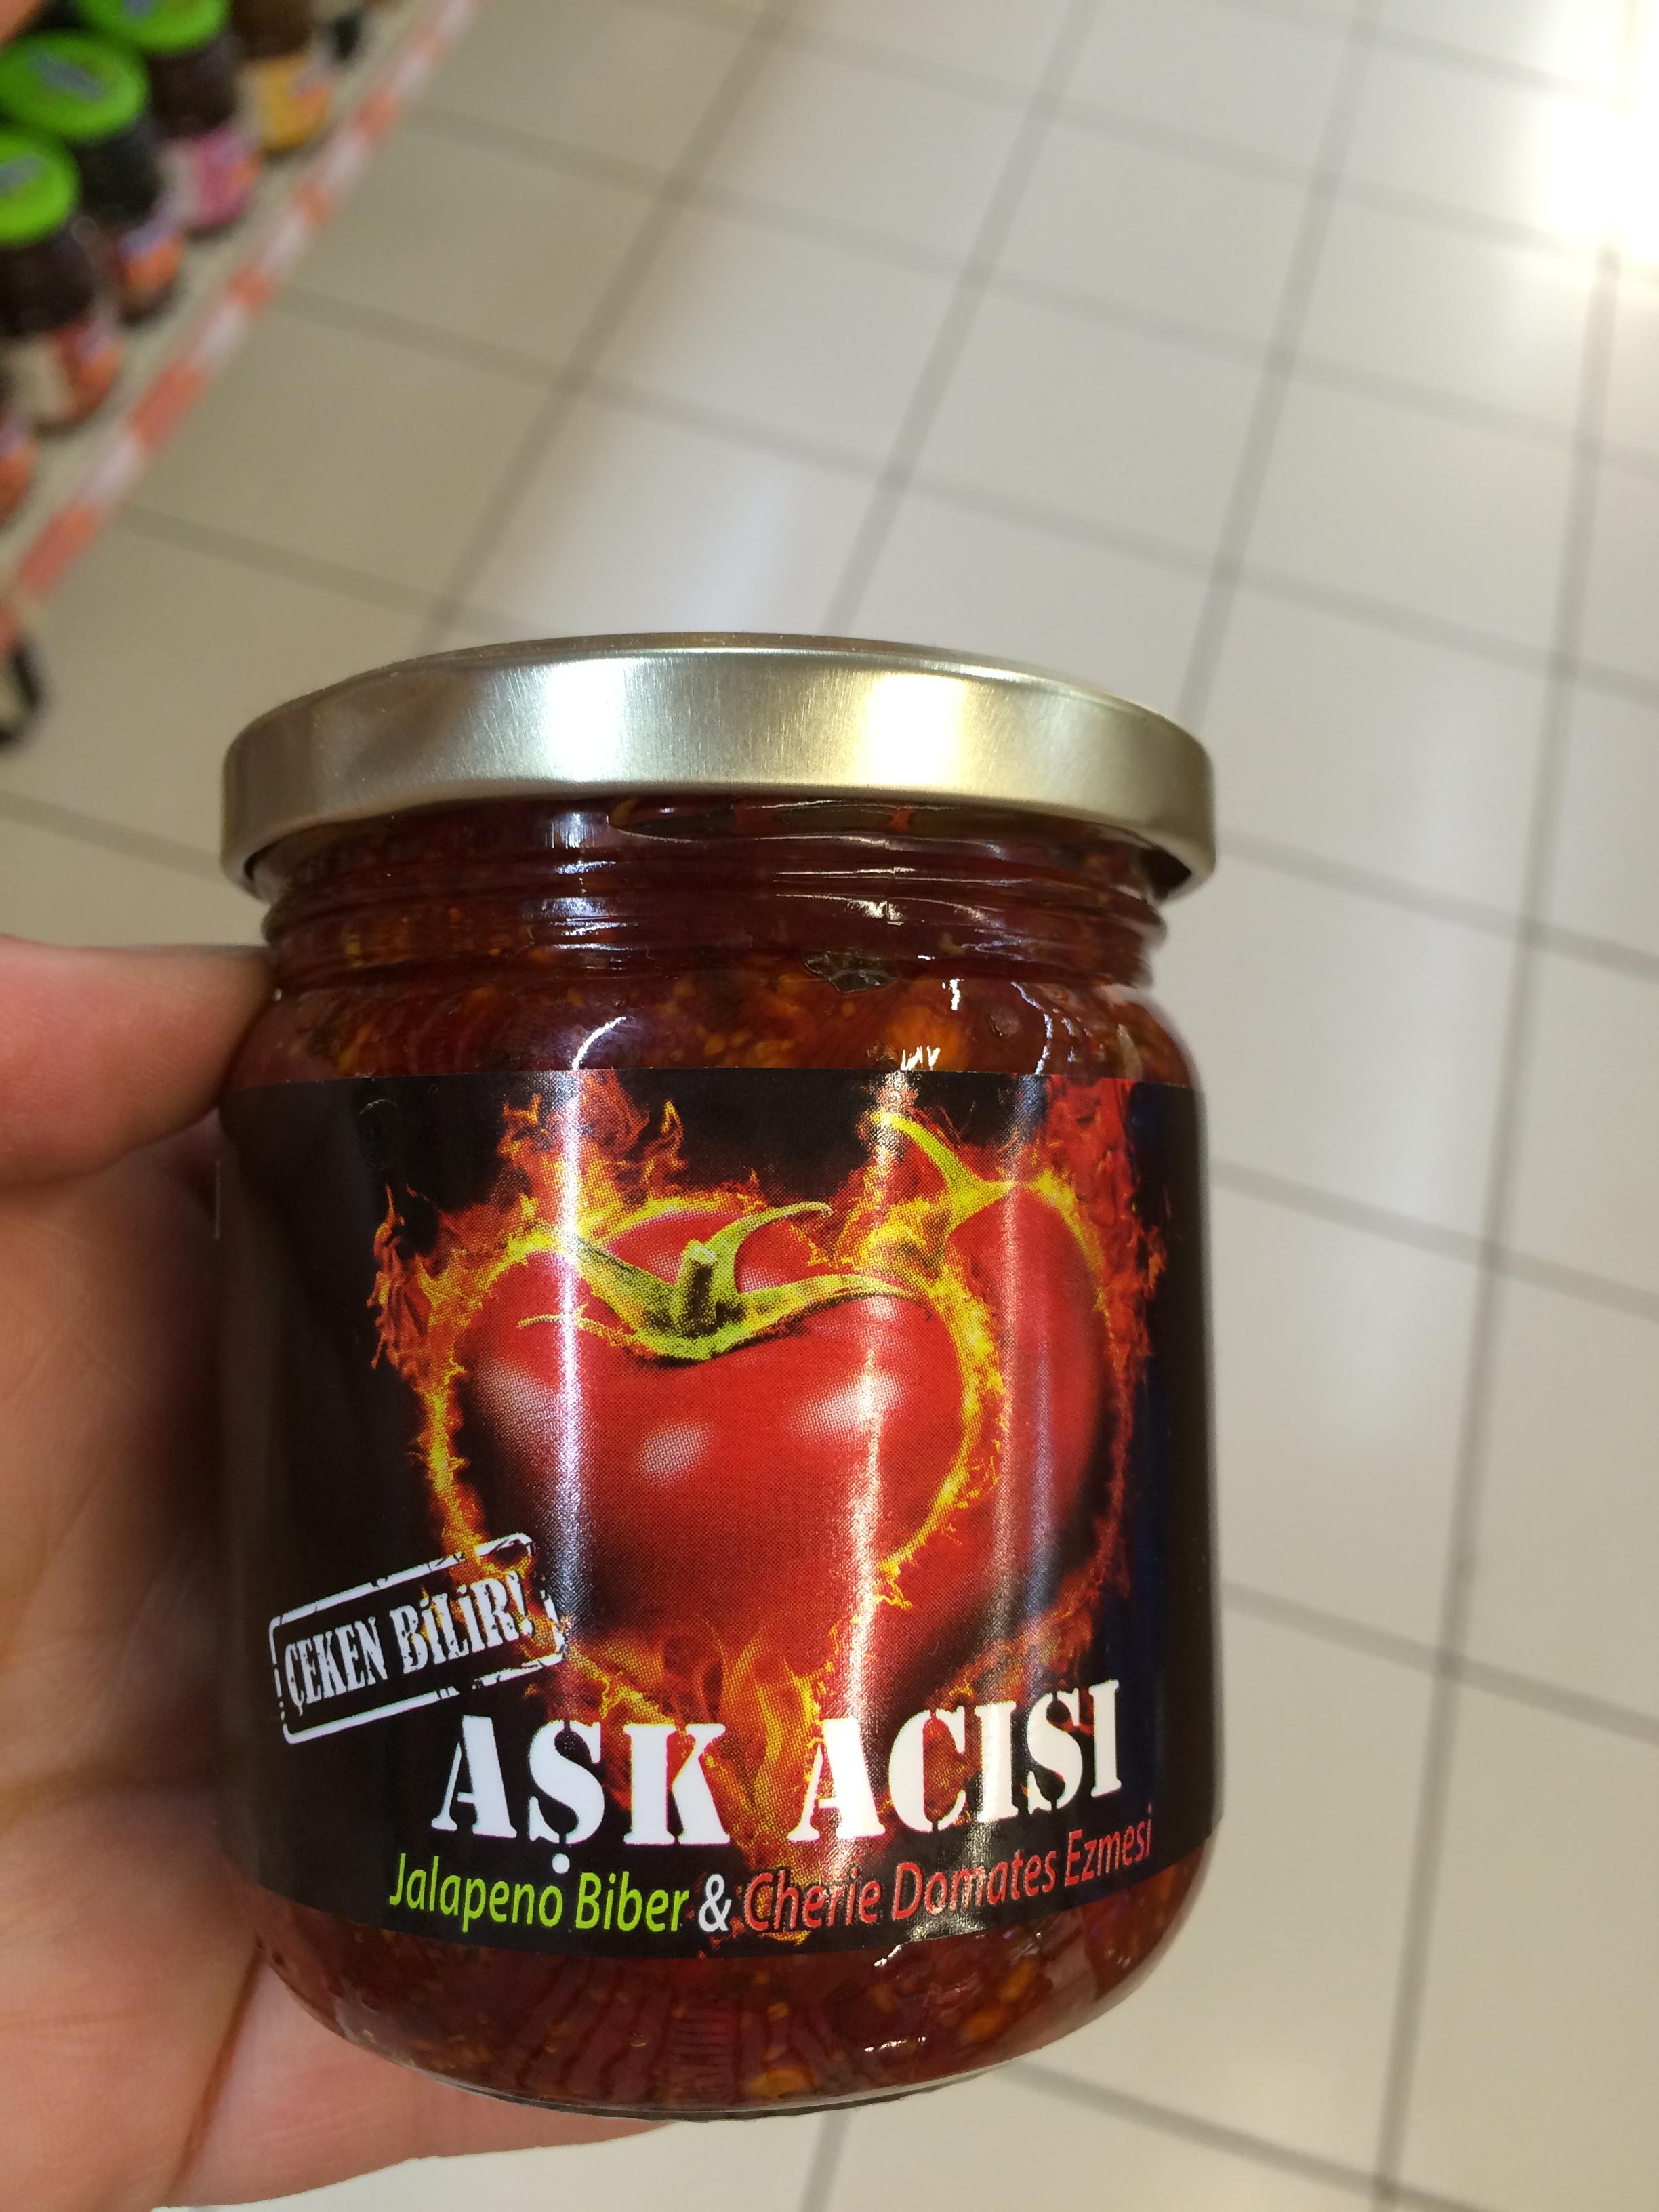 ÇEKEN BİLİR!
AŞK ACISI
Jalapeno Biber & Cherie Domates Ezmesi